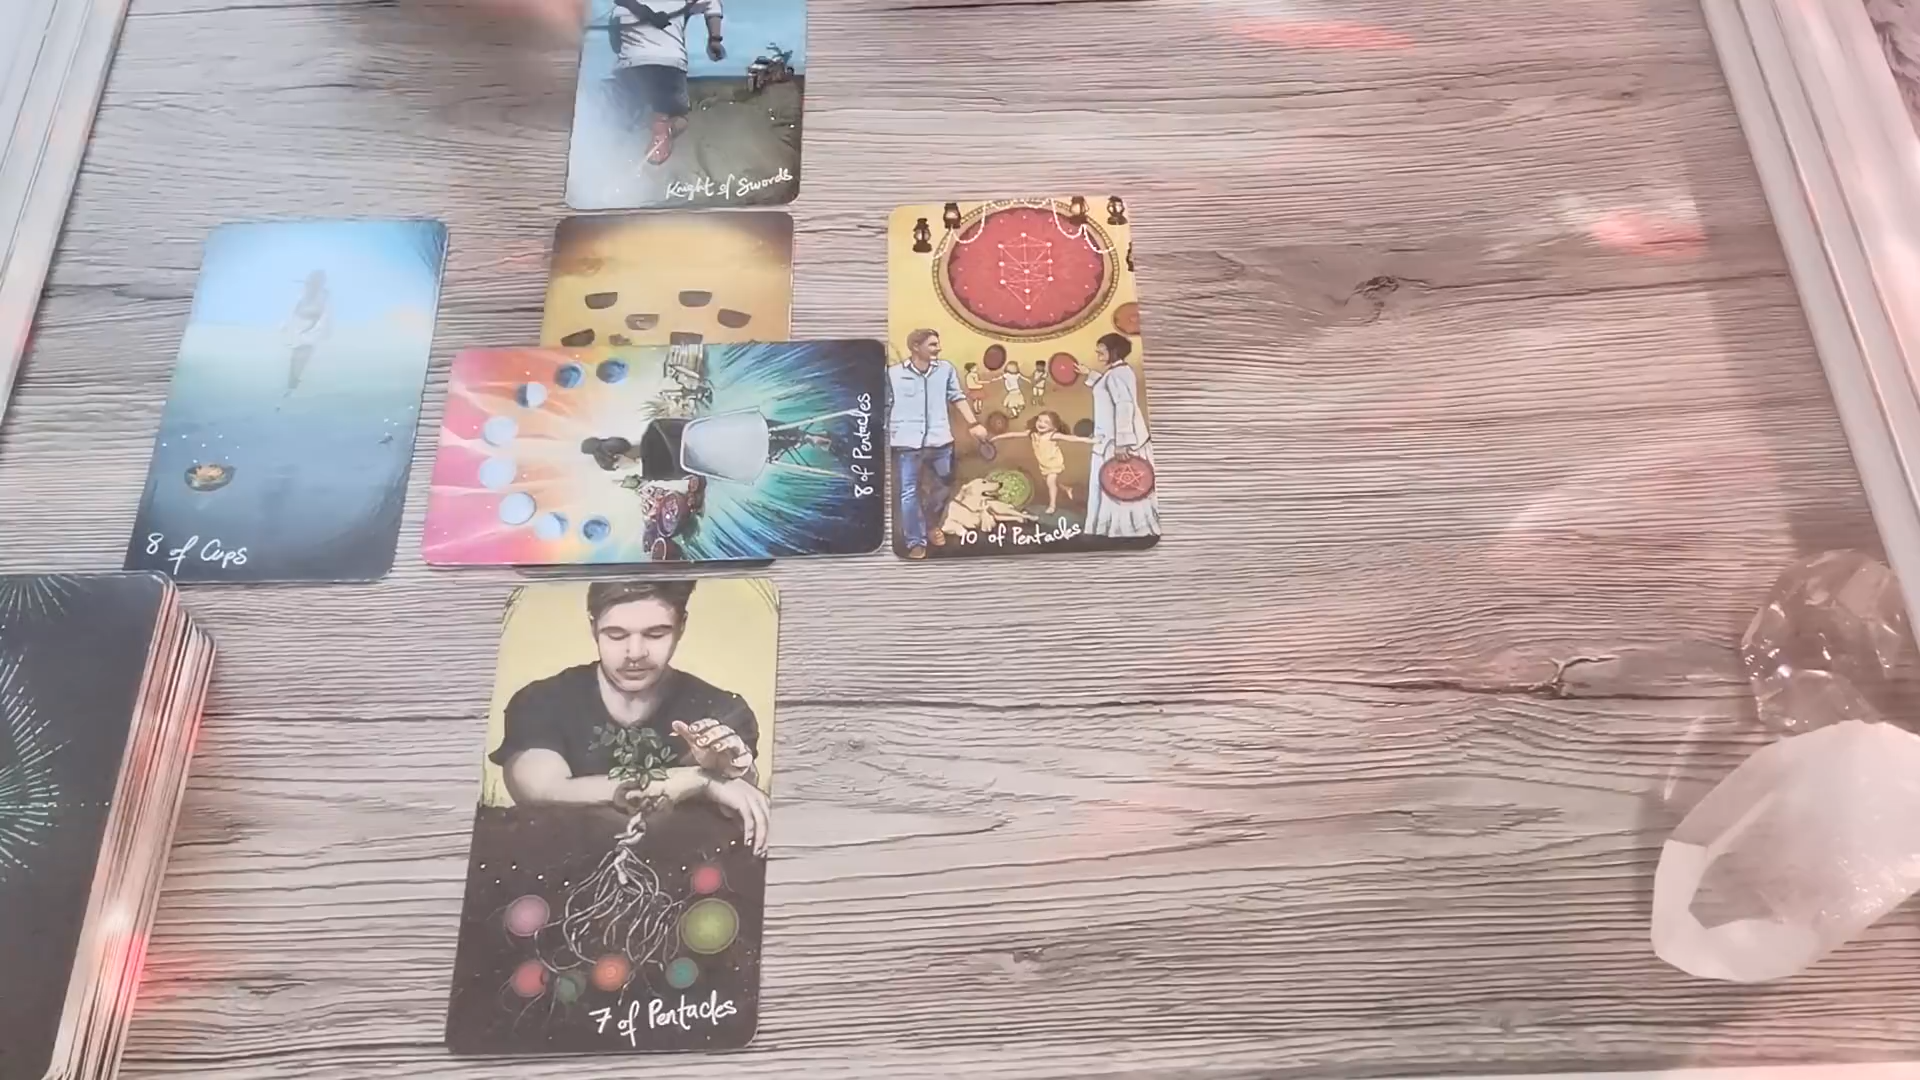 Knight of Swords
8 of Cups
8 of Pentacles
10 of Pentacles
7 of Pentacles